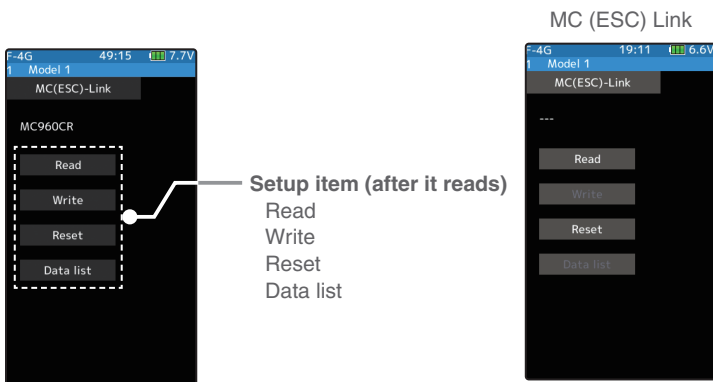 MC (ESC) Link
F-4G 49:15 7.7V
1 Model 1
MC(ESC)-Link
MC960CR
Read
Write
Reset
Data list
Setup item (after it reads)
Read
Write
Reset
Data list
F-4G 19:11 6.6V
1 Model 1
MC(ESC)-Link
---
Read
Write
Reset
Data list